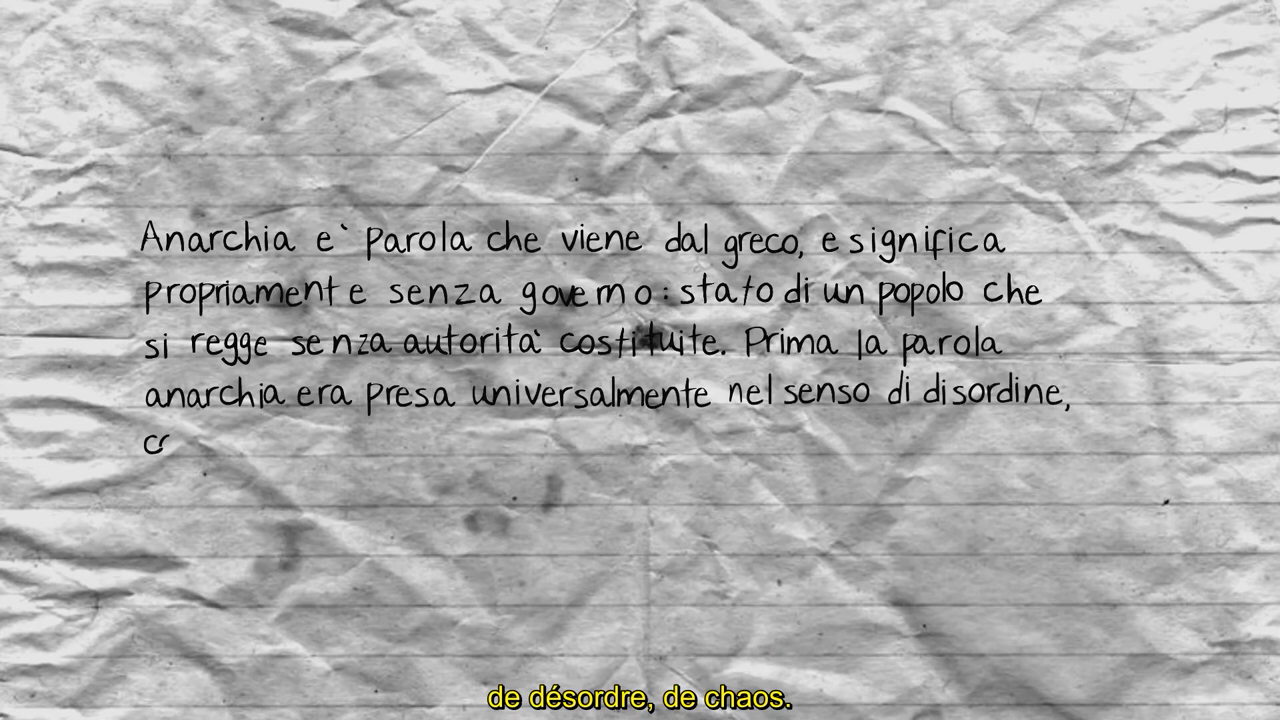 Anarchia e` parola che viene dal greco, e significa
propriamente senza governo: stato di un popolo che
si regge senza autorità costituite. Prima la parola
anarchia era presa universalmente nel senso di disordine,
de désordre, de chaos.